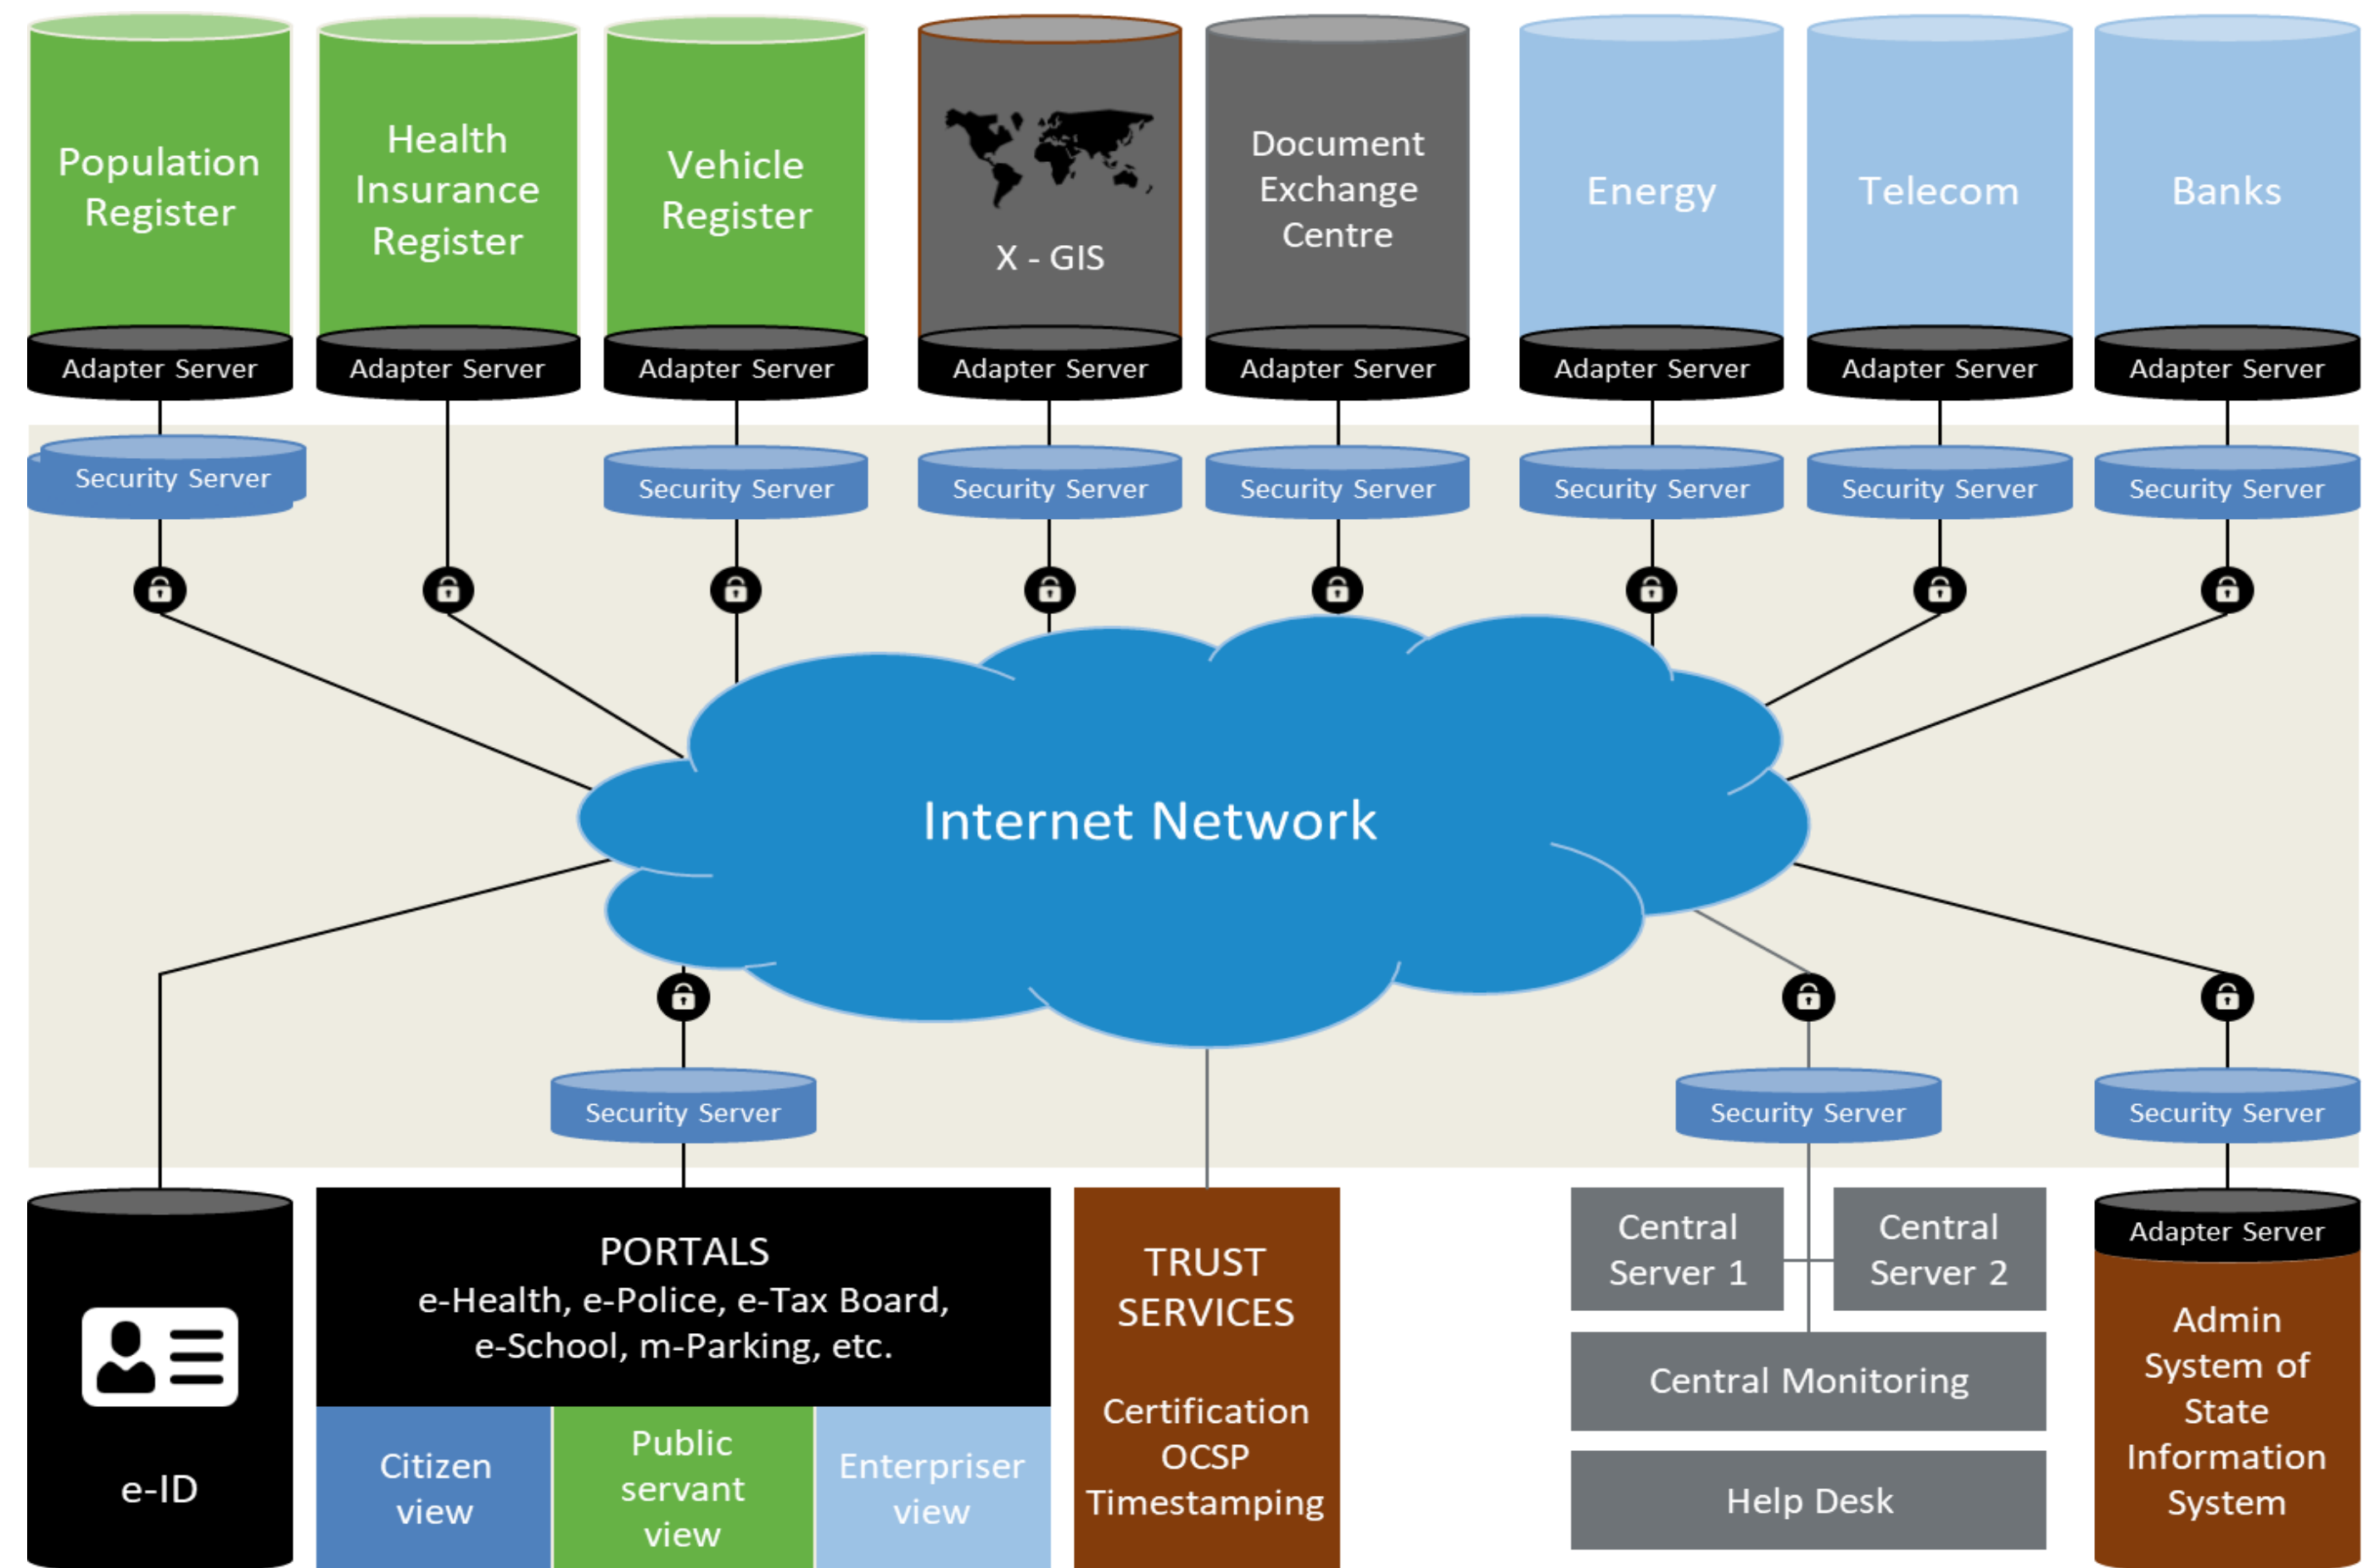 Population
Register
Health
Insurance
Register
Vehicle
Register
X - GIS
Document
Exchange
Centre
Energy
Telecom
Banks
Adapter Server
Adapter Server
Adapter Server
Adapter Server
Adapter Server
Adapter Server
Adapter Server
Adapter Server
Security Server
Security Server
Security Server
Security Server
Security Server
Security Server
Security Server
Internet Network
Security Server
Security Server
Security Server
e-ID
PORTALS
e-Health, e-Police, e-Tax Board,
e-School, m-Parking, etc.
Citizen
view
Public
servant
view
Enterpriser
view
TRUST
SERVICES
Certification
OCSP
Timestamping
Central
Server 1
Central
Server 2
Central Monitoring
Help Desk
Adapter Server
Admin
System of
State
Information
System